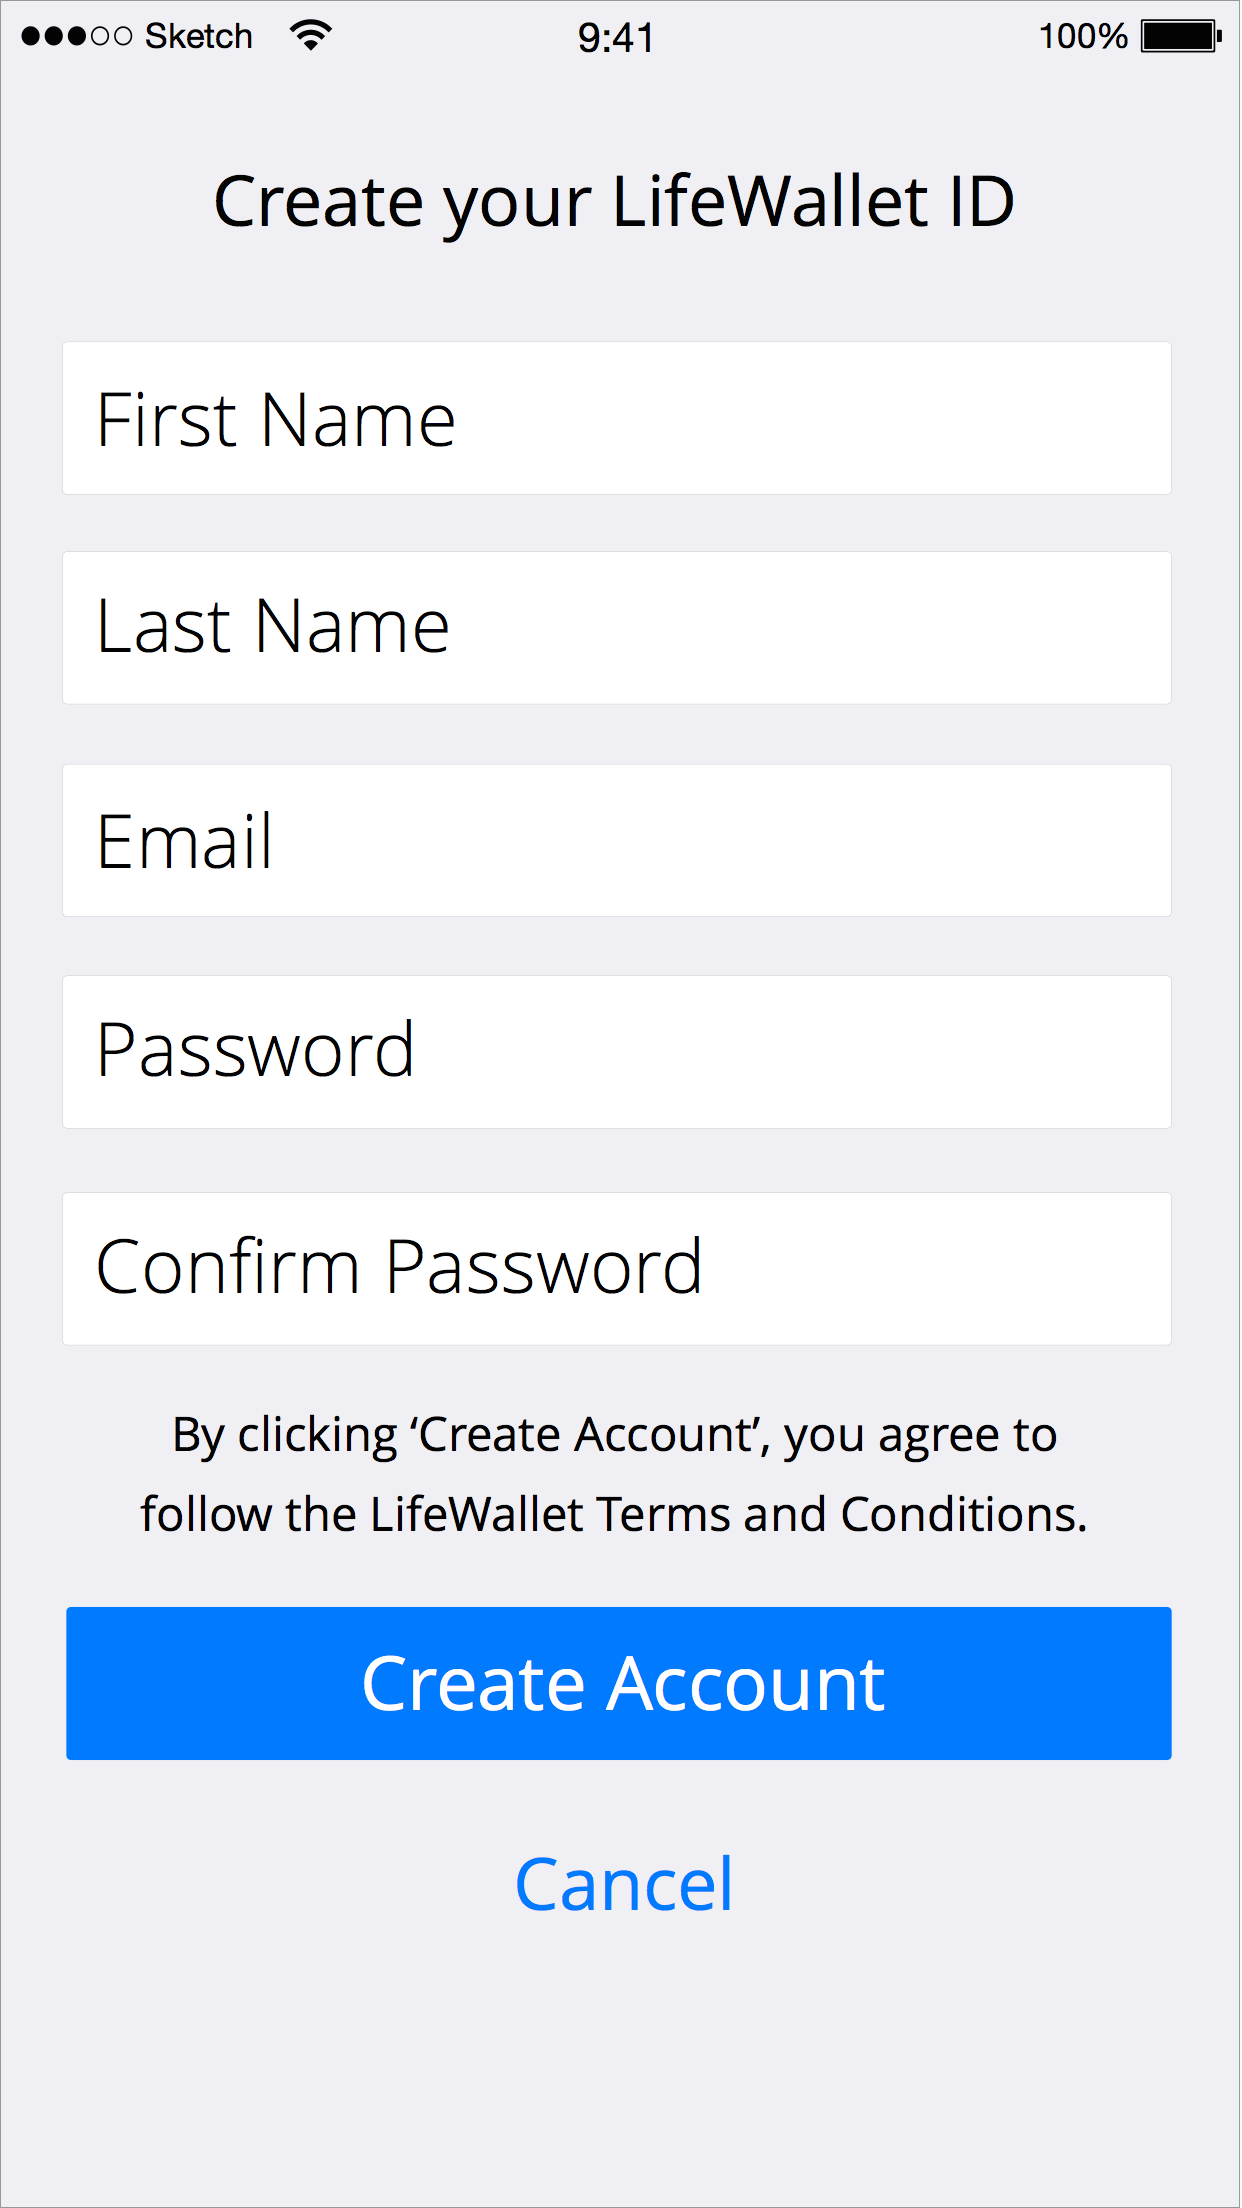 Sketch 9:41 100%
Create your LifeWallet ID
First Name
Last Name
Email
Password
Confirm Password
By clicking ‘Create Account’, you agree to
follow the LifeWallet Terms and Conditions.
Create Account
Cancel